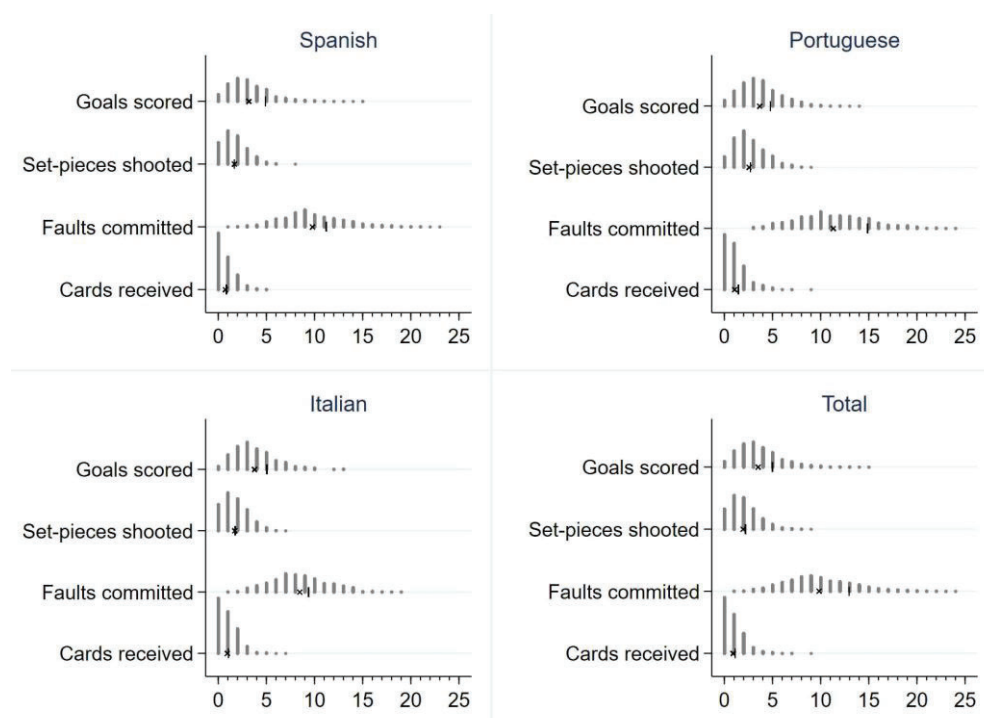 Spanish
Goals scored
Set-pieces shooted
Faults committed
Cards received
0 5 10 15 20 25
Portuguese
Goals scored
Set-pieces shooted
Faults committed
Cards received
0 5 10 15 20 25
Italian
Goals scored
Set-pieces shooted
Faults committed
Cards received
0 5 10 15 20 25
Total
Goals scored
Set-pieces shooted
Faults committed
Cards received
0 5 10 15 20 25